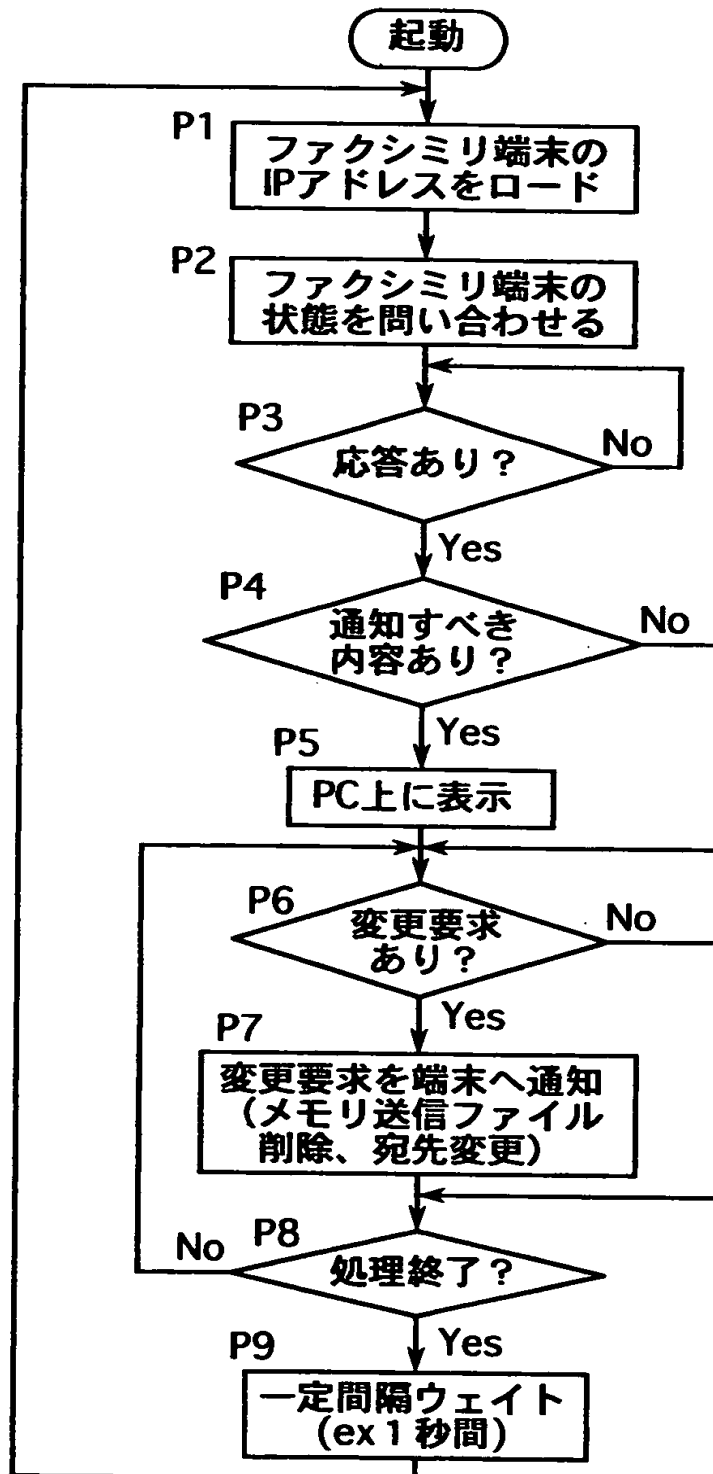 起動
P1
ファクシミリ端末の
IPアドレスをロード
P2
ファクシミリ端末の
状態を問い合わせる
P3
応答あり？
No
Yes
P4
通知すべき
内容あり？
No
Yes
P5
PC上に表示
P6
変更要求
あり？
No
Yes
P7
変更要求を端末へ通知
（メモリ送信ファイル
削除、宛先変更）
P8
No
処理終了？
Yes
P9
一定間隔ウェイト
(ex１秒間)